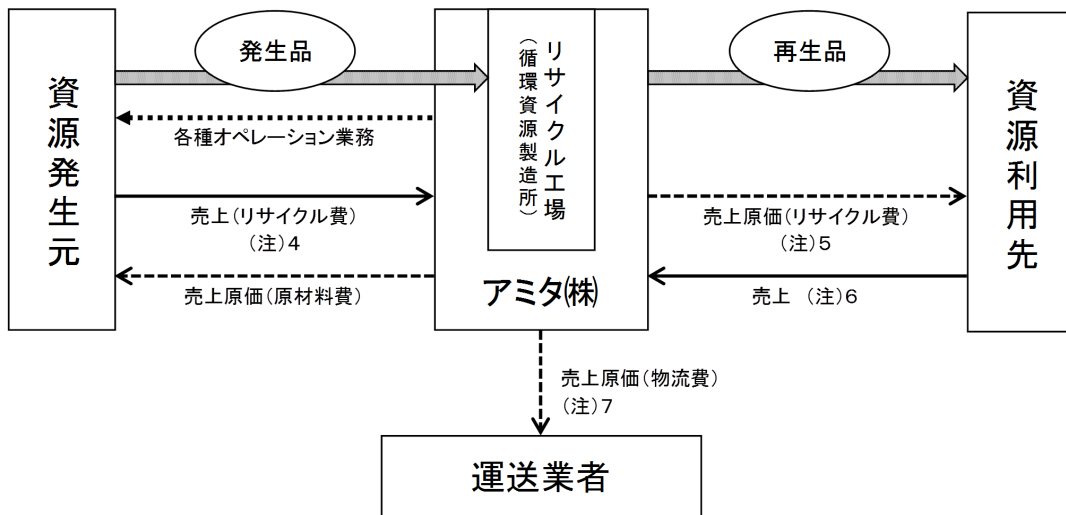 資源発生元
発生品
各種オペレーション業務
売上(リサイクル費)
(注)4
売上原価(原材料費)
リサイクル工場
(循環資源製造所)
アミタ㈱
再生品
売上原価(リサイクル費)
(注)5
売上 (注)6
資源利用先
売上原価(物流費)
(注)7
運送業者